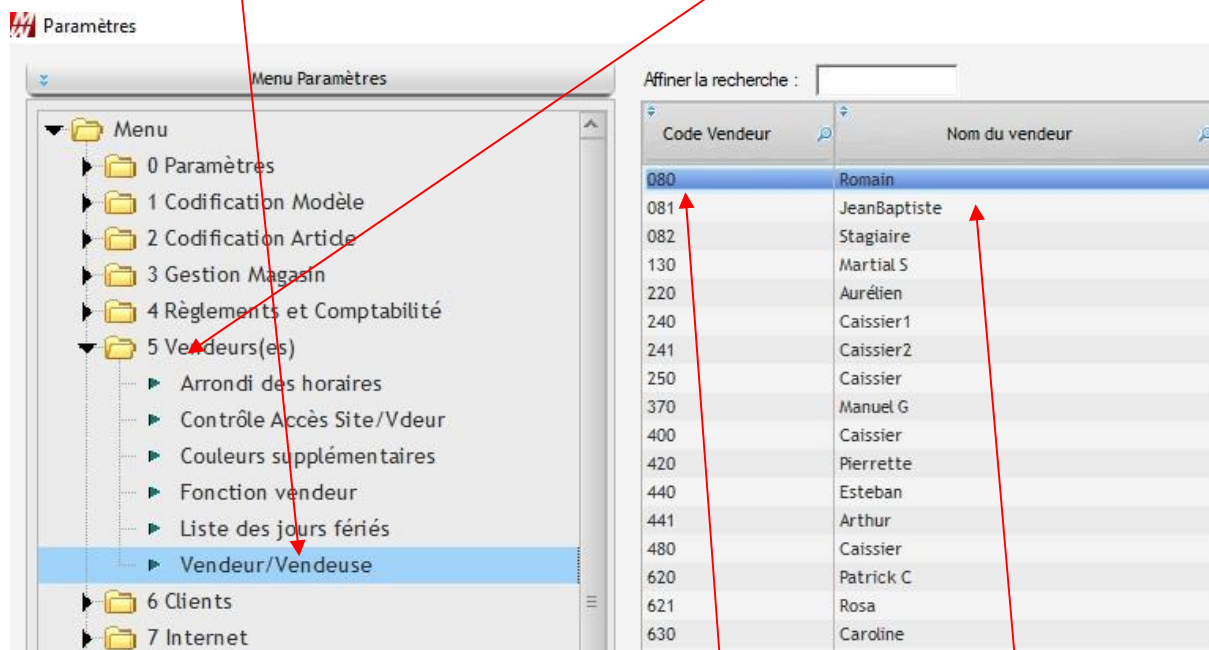 Paramètres
Menu Paramètres
Menu
0 Paramètres
1 Codification Modèle
2 Codification Article
3 Gestion Magasin
4 Règlements et Comptabilité
5 Vendeurs(es)
Arrondi des horaires
Contrôle Accès Site/Vdeur
Couleurs supplémentaires
Fonction vendeur
Liste des jours fériés
Vendeur/Vendeuse
6 Clients
7 Internet
Affiner la recherche :
Code Vendeur Nom du vendeur
080 Romain
081 JeanBaptiste
082 Stagiaire
130 Martial S
220 Aurélien
240 Caissier1
241 Caissier2
250 Caissier
370 Manuel G
400 Caissier
420 Pierrette
440 Esteban
441 Arthur
480 Caissier
620 Patrick C
621 Rosa
630 Caroline